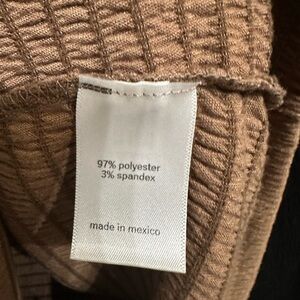 97% polyester
3% spandex
made in mexico